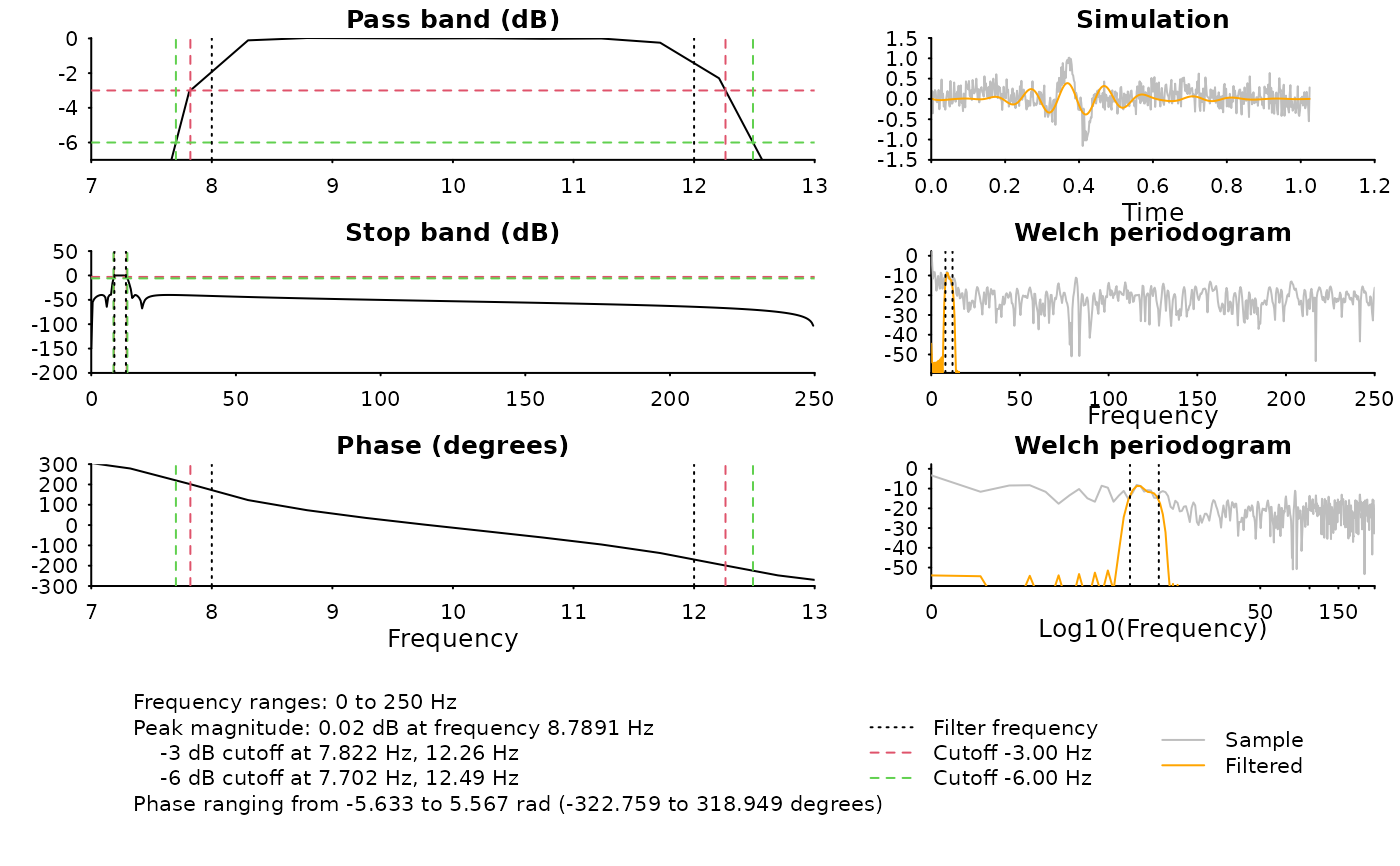 Pass band (dB)
0
-2
-4
-6
7 8 9 10 11 12 13
Simulation
1.5
1.0
0.5
0.0
-0.5
-1.0
-1.5
0.0 0.2 0.4 0.6 0.8 1.0 1.2
Time
Stop band (dB)
50
0
-50
-100
-150
-200
0 50 100 150 200 250
Welch periodogram
0
-10
-20
-30
-40
-50
0 50 100 150 200 250
Frequency
Phase (degrees)
300
200
100
0
-100
-200
-300
7 8 9 10 11 12 13
Frequency
Welch periodogram
0
-10
-20
-30
-40
-50
0 50 150
Log10(Frequency)
Frequency ranges: 0 to 250 Hz
Peak magnitude: 0.02 dB at frequency 8.7891 Hz
-3 dB cutoff at 7.822 Hz, 12.26 Hz
-6 dB cutoff at 7.702 Hz, 12.49 Hz
Phase ranging from -5.633 to 5.567 rad (-322.759 to 318.949 degrees)
Filter frequency
Cutoff -3.00 Hz
Cutoff -6.00 Hz
Sample
Filtered